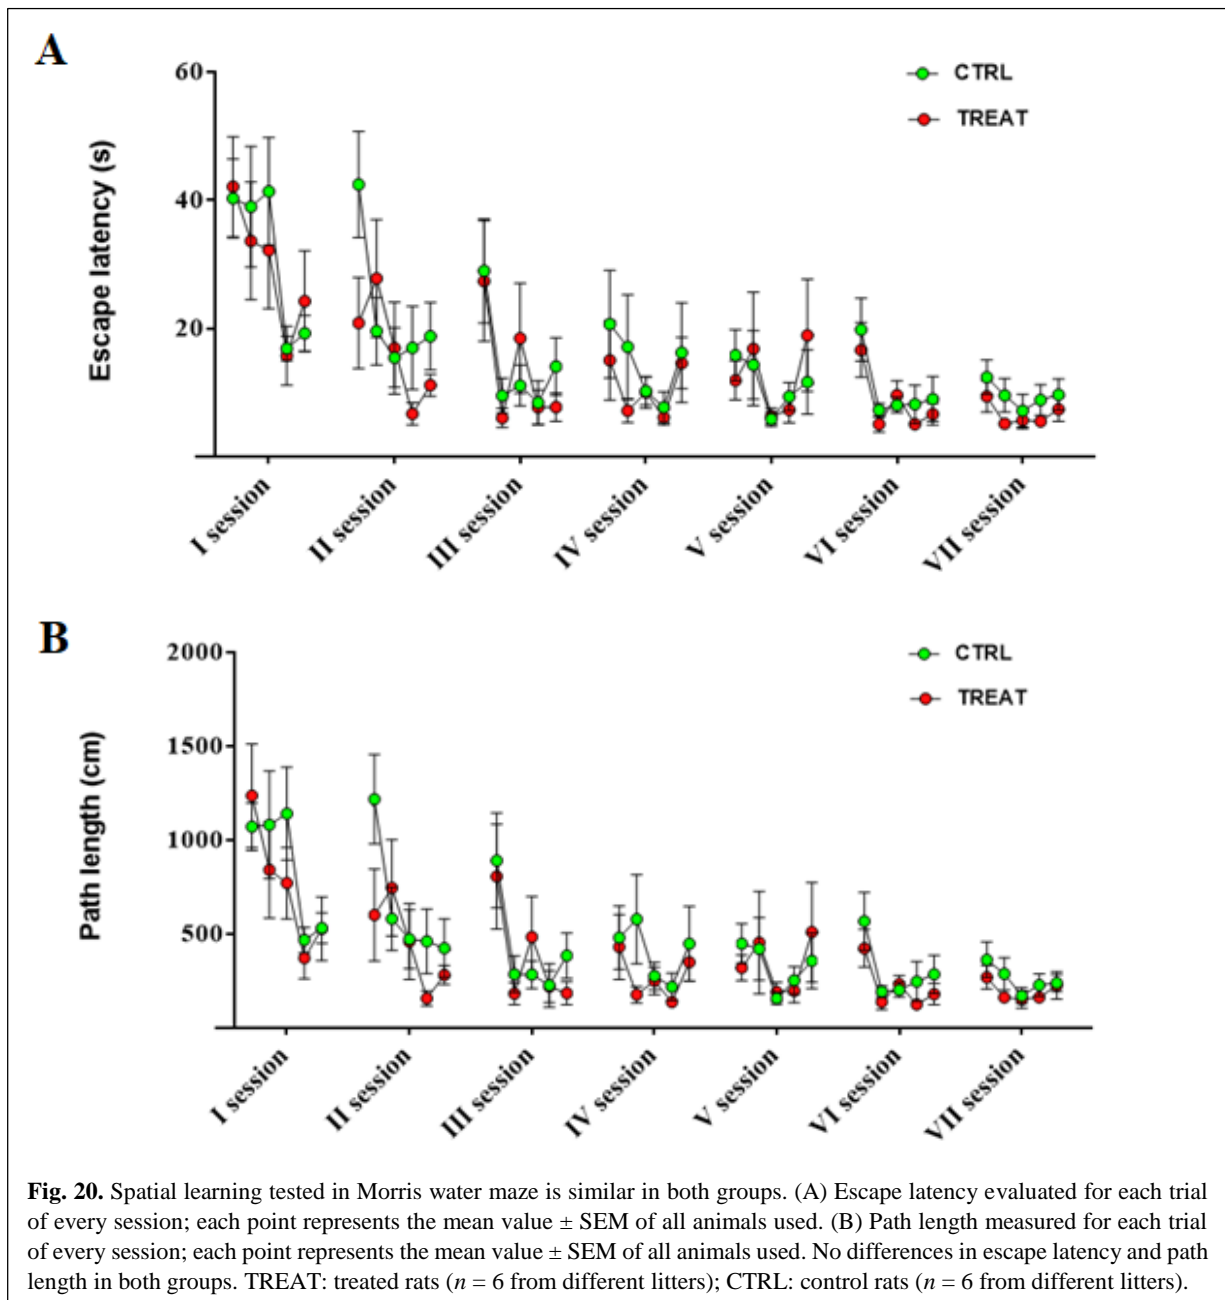 A
60
40
20
Escape latency (s)
CTRL
TREAT
I session
II session
III session
IV session
V session
VI session
VII session
B
2000
1500
1000
500
Path length (cm)
CTRL
TREAT
I session
II session
III session
IV session
V session
VI session
VII session
Fig. 20. Spatial learning tested in Morris water maze is similar in both groups. (A) Escape latency evaluated for each trial
of every session; each point represents the mean value ± SEM of all animals used. (B) Path length measured for each trial
of every session; each point represents the mean value ± SEM of all animals used. No differences in escape latency and path
length in both groups. TREAT: treated rats (n = 6 from different litters); CTRL: control rats (n = 6 from different litters).